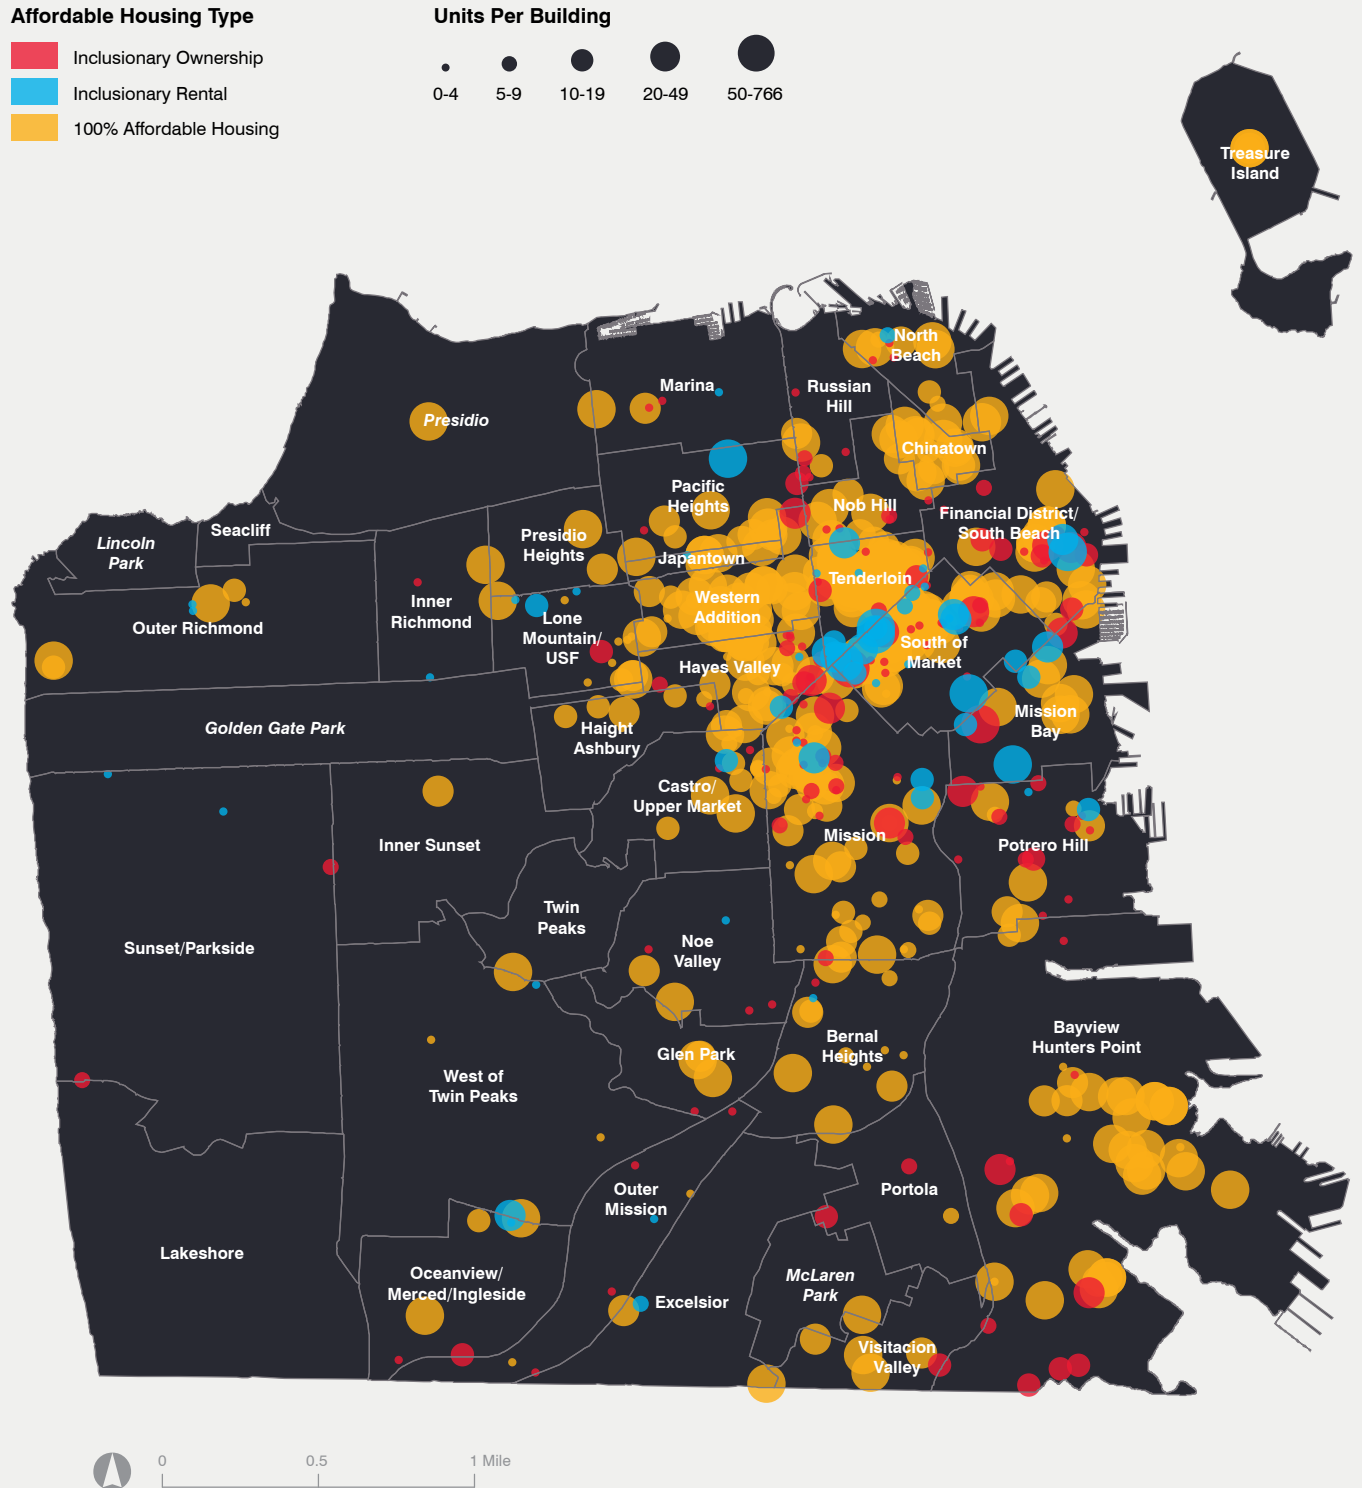 Affordable Housing Type
Inclusionary Ownership
Inclusionary Rental
100% Affordable Housing
Units Per Building
0-4
5-9
10-19
20-49
50-766
Treasure
Island
North
Beach
Marina
Russian
Hill
Presidio
Chinatown
Pacific
Heights
Nob Hill
Financial District/
South Beach
Seacliff
Lincoln
Park
Presidio
Heights
Japantown
Tenderloin
Western
Addition
Inner
Richmond
Outer Richmond
Lone
Mountain/
USF
South of
Market
Hayes Valley
Golden Gate Park
Haight
Ashbury
Mission
Bay
Castro/
Upper Market
Inner Sunset
Mission
Potrero Hill
Twin
Peaks
Sunset/Parkside
Noe
Valley
Bayview
Hunters Point
Bernal
Heights
Glen Park
West of
Twin Peaks
Outer
Mission
Portola
Lakeshore
Oceanview/
Merced/Ingleside
McLaren
Park
Excelsior
Visitacion
Valley
0
0.5
1 Mile